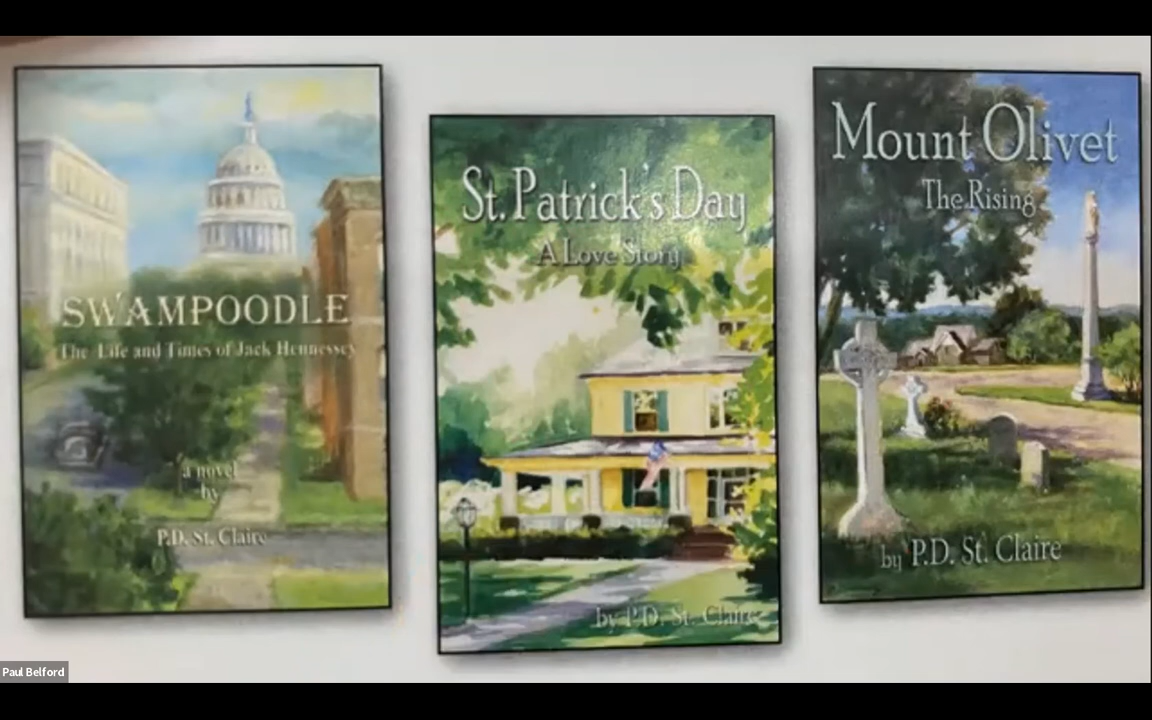 SWAMPOODLE
The Life and Times of Jack Hennessey
a novel
by
P.D. St. Claire
St. Patrick's Day
A Love Story
by P.D. St. Claire
Mount Olivet
The Rising
by P.D. St. Claire
Paul Belford